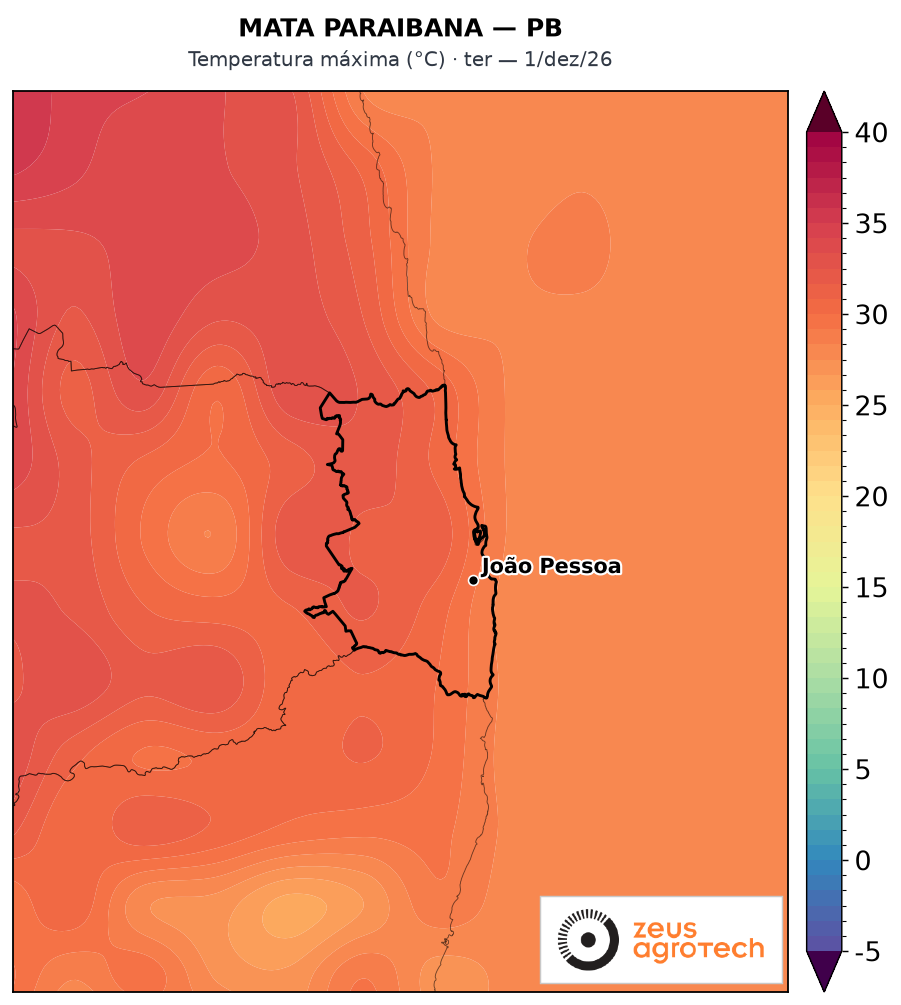 MATA PARAIBANA — PB
Temperatura máxima (°C) · ter — 1/dez/26
40
35
30
25
20
15
10
5
0
-5
João Pessoa
zeus
agrotech